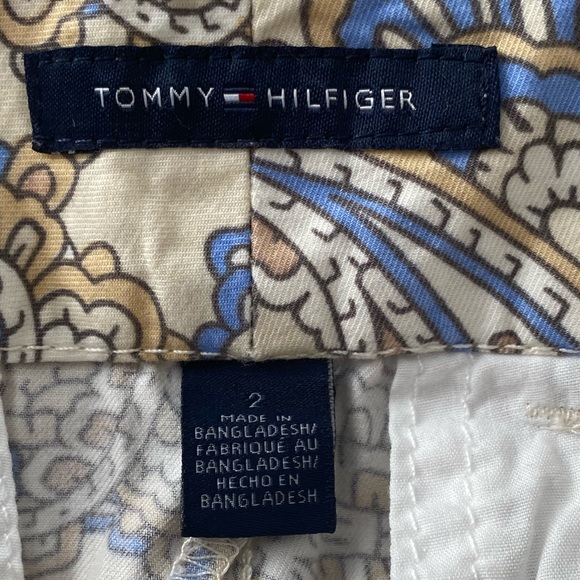 TOMMY HILFIGER
2
MADE IN
BANGLADESH/
FABRIQUÉ AU
BANGLADESH/
HECHO EN
BANGLADESH